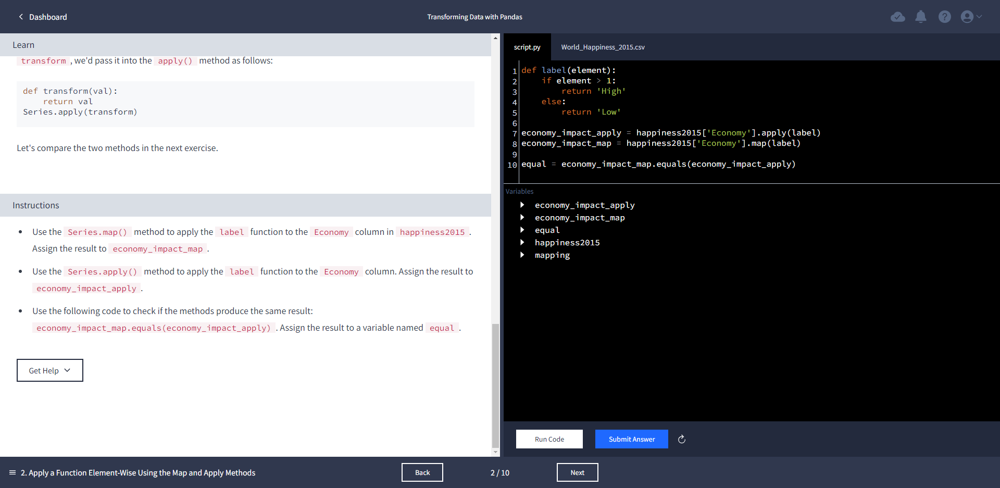 Dashboard
Transforming Data with Pandas
Learn
transform , we'd pass it into the apply() method as follows:
def transform(val):
    return val
Series.apply(transform)
Let's compare the two methods in the next exercise.
Instructions
Use the Series.map() method to apply the label function to the Economy column in happiness2015 .
Assign the result to economy_impact_map .
Use the Series.apply() method to apply the label function to the Economy column. Assign the result to
economy_impact_apply .
Use the following code to check if the methods produce the same result:
economy_impact_map.equals(economy_impact_apply) . Assign the result to a variable named equal .
Get Help
script.py
World_Happiness_2015.csv
1 def label(element):
2     if element > 1:
3         return 'High'
4     else:
5         return 'Low'
6
7 economy_impact_apply = happiness2015['Economy'].apply(label)
8 economy_impact_map = happiness2015['Economy'].map(label)
9
10 equal = economy_impact_map.equals(economy_impact_apply)
Variables
economy_impact_apply
economy_impact_map
equal
happiness2015
mapping
Run Code
Submit Answer
2. Apply a Function Element-Wise Using the Map and Apply Methods
Back
2 / 10
Next